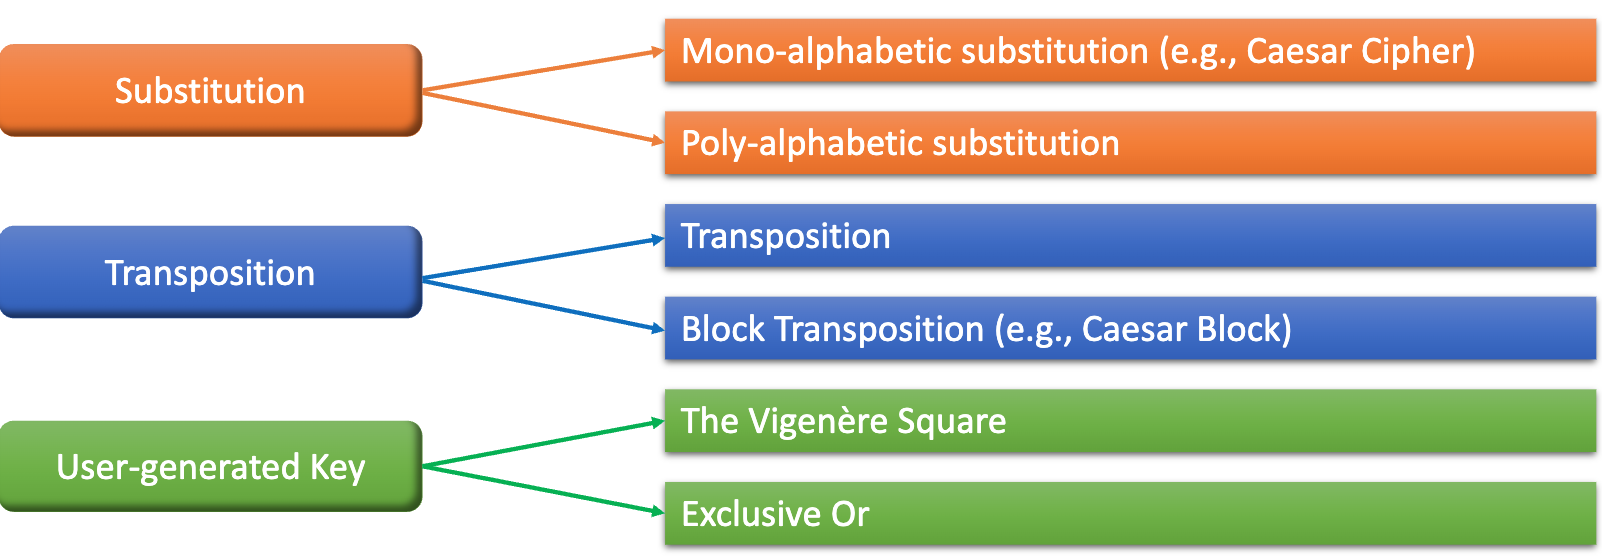 Substitution
Mono-alphabetic substitution (e.g., Caesar Cipher)
Poly-alphabetic substitution
Transposition
Transposition
Block Transposition (e.g., Caesar Block)
User-generated Key
The Vigenère Square
Exclusive Or